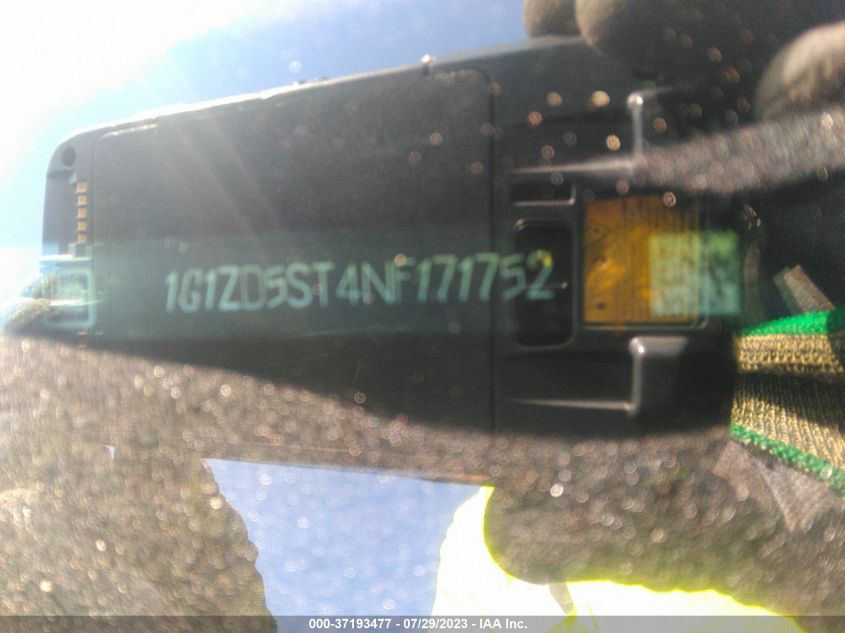 1G1ZD5ST4NF171752
000-37193477 - 07/29/2023 - IAA Inc.